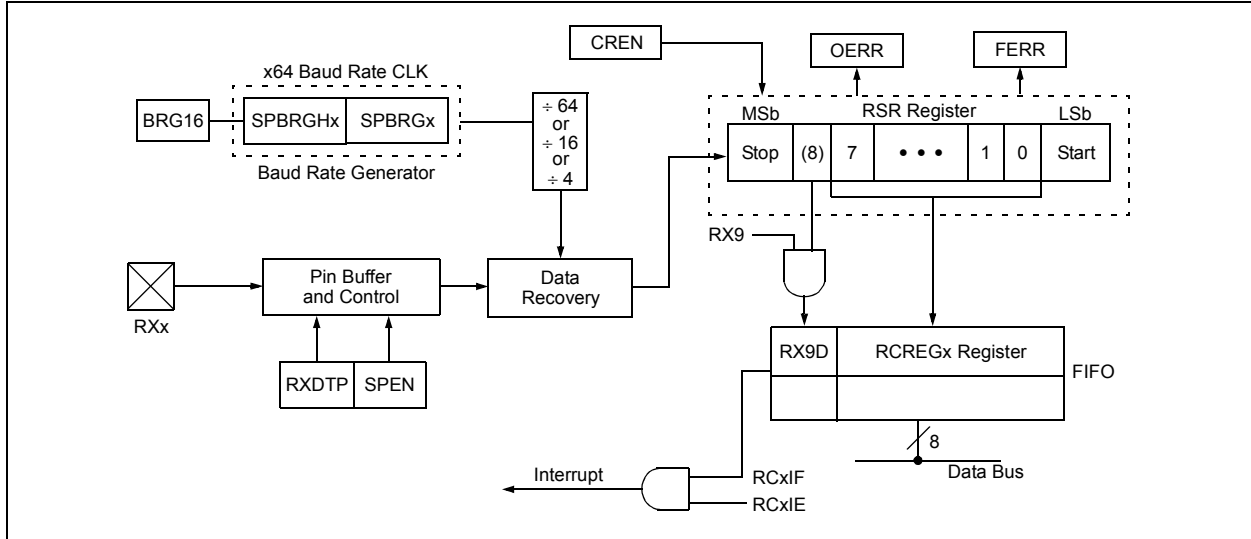 CREN
OERR
FERR
x64 Baud Rate CLK
BRG16
SPBRGHx
SPBRGx
Baud Rate Generator
÷ 64
or
÷ 16
or
÷ 4
MSb
RSR Register
LSb
Stop
(8)
7
• • •
1
0
Start
RX9
RXx
Pin Buffer
and Control
Data
Recovery
RXDTP
SPEN
RX9D
RCREGx Register
FIFO
8
Data Bus
Interrupt
RCxIF
RCxIE